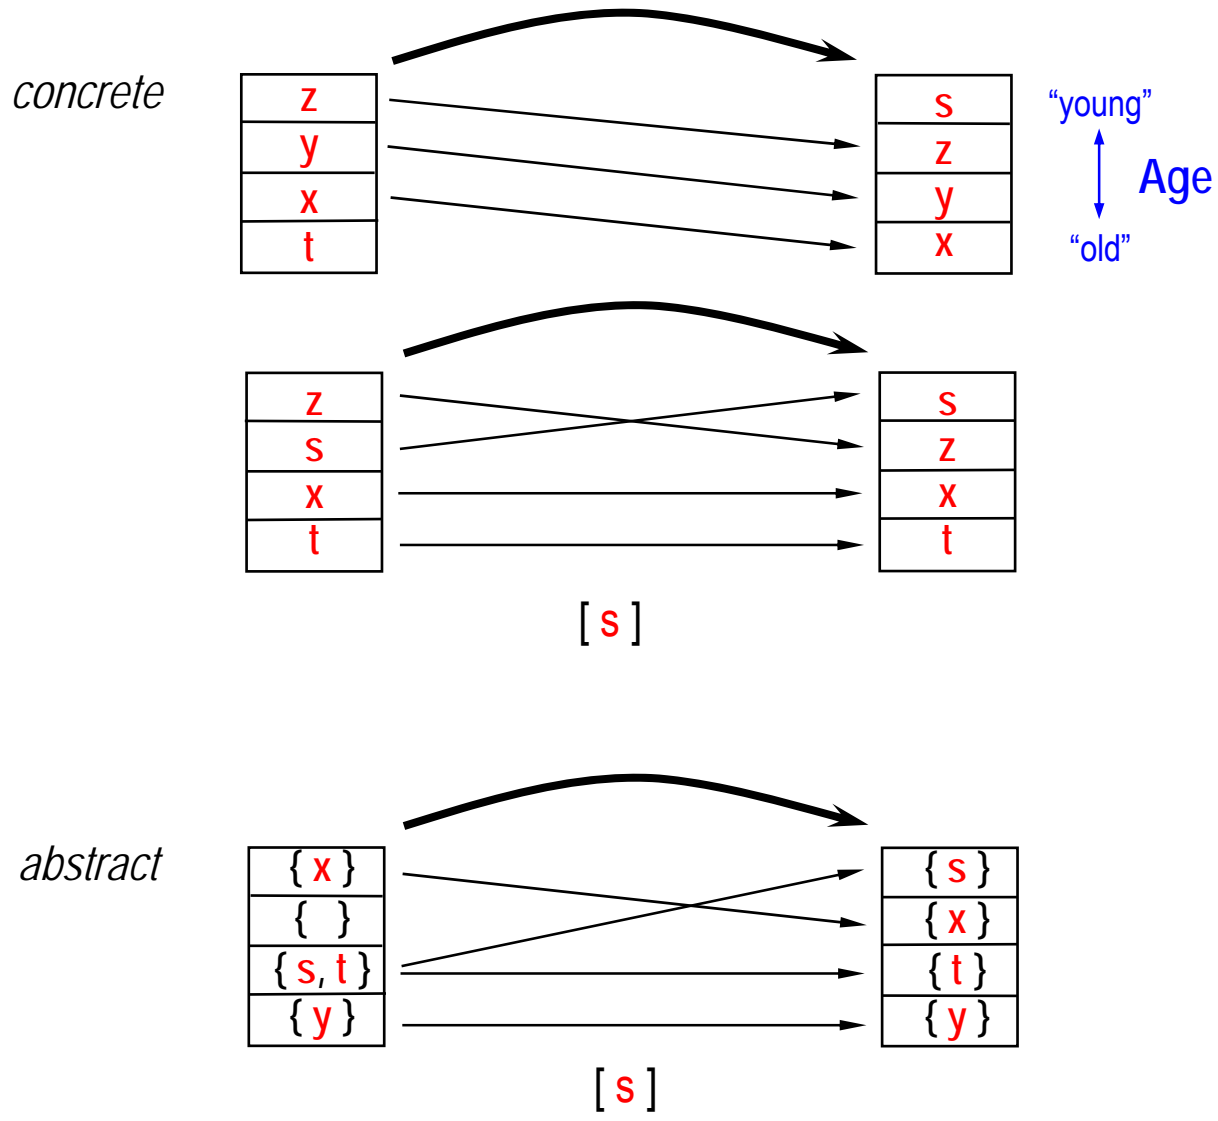 concrete
z
y
x
t
s
z
y
x
“young”
Age
“old”
z
s
x
t
s
z
x
t
[ s ]
abstract
{ x }
{ }
{ s, t }
{ y }
{ s }
{ x }
{ t }
{ y }
[ s ]